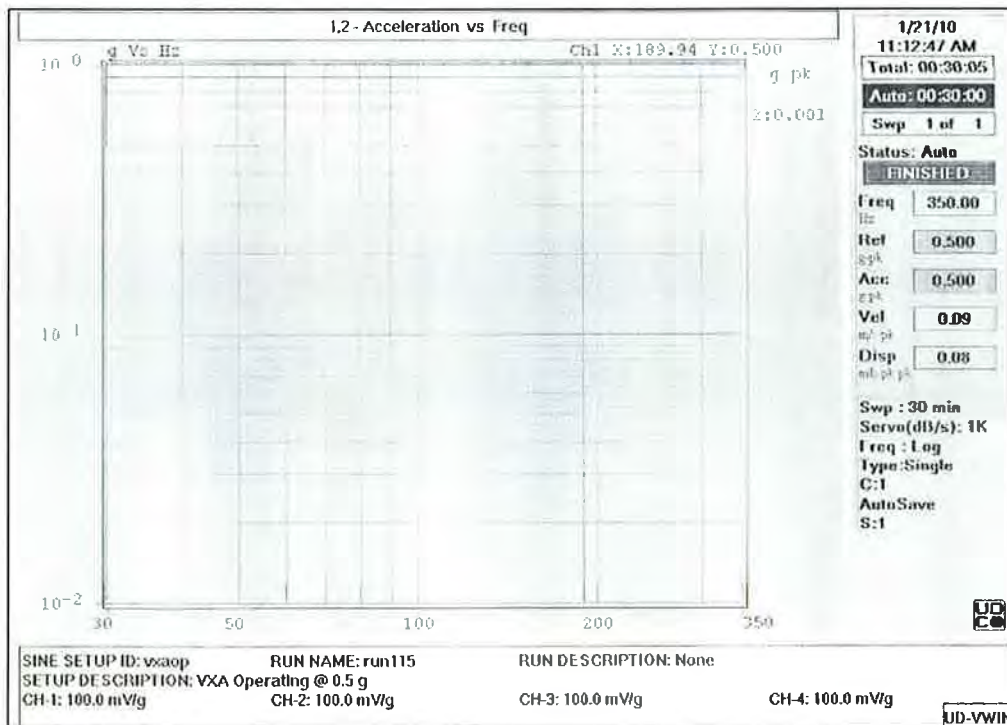 1,2 - Acceleration vs Freq
g Vs Hz
Ch1 X:189.94 Y:0.500
g pk
2:0.001
10 0
10 -1
10 -2
30
50
100
200
350
1/21/10
11:12:47 AM
Total: 00:30:05
Auto: 00:30:00
Swp 1 of 1
Status: Auto
FINISHED
Freq 350.00
Hz
Ref 0.500
g pk
Acc 0.500
g pk
Vel 0.09
m/ pk
Disp 0.08
pk pk
Swp : 30 min
Servo(dB/s): 1K
Freq : Log
Type:Single
C:1
AutoSave
S:1
UD
CO
SINE SETUP ID: vxaop
RUN NAME: run115
RUN DESCRIPTION: None
SETUP DESCRIPTION: VXA Operating @ 0.5 g
CH-1: 100.0 mV/g
CH-2: 100.0 mV/g
CH-3: 100.0 mV/g
CH-4: 100.0 mV/g
UD-VWIN